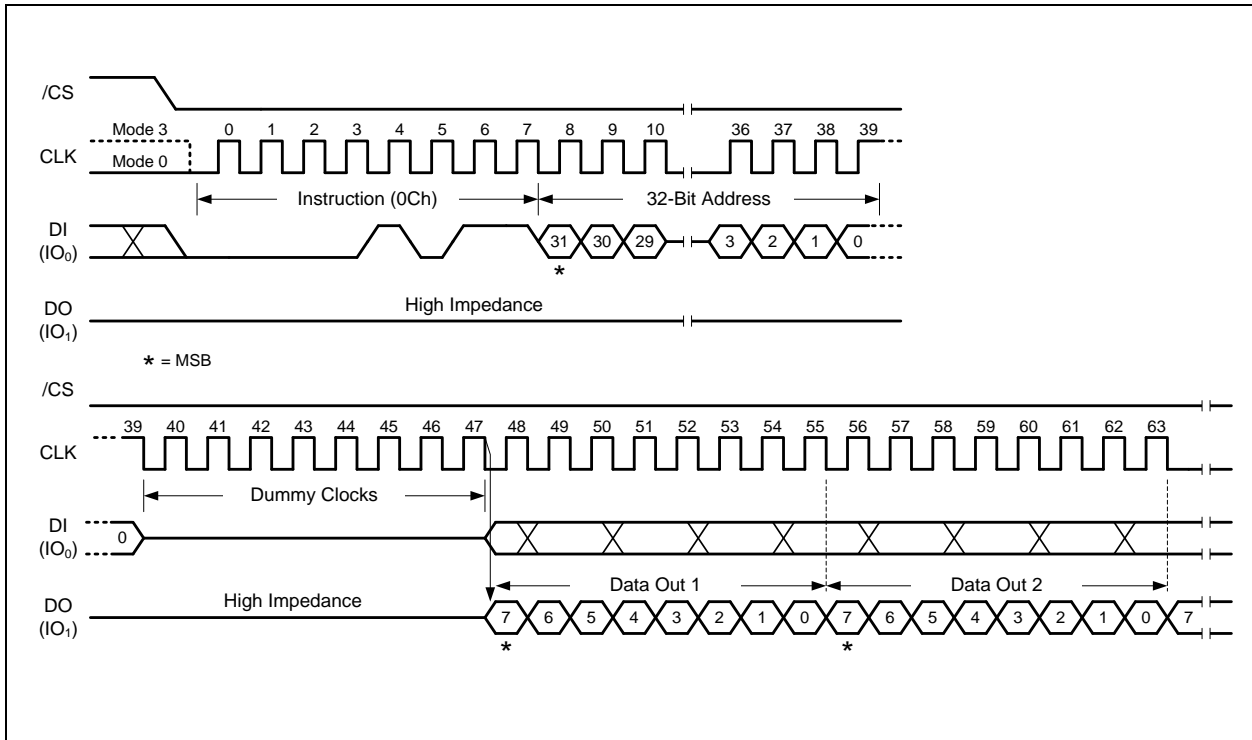 /CS
Mode 3 0 1 2 3 4 5 6 7 8 9 10 36 37 38 39
CLK
Mode 0
Instruction (0Ch) 32-Bit Address
DI
(IO₀)
31 30 29 3 2 1 0
*
DO
(IO₁)
High Impedance
* = MSB
/CS
39 40 41 42 43 44 45 46 47 48 49 50 51 52 53 54 55 56 57 58 59 60 61 62 63
CLK
Dummy Clocks
DI
(IO₀)
0
Data Out 1 Data Out 2
DO
(IO₁)
High Impedance
7 6 5 4 3 2 1 0 7 6 5 4 3 2 1 0 7
* *